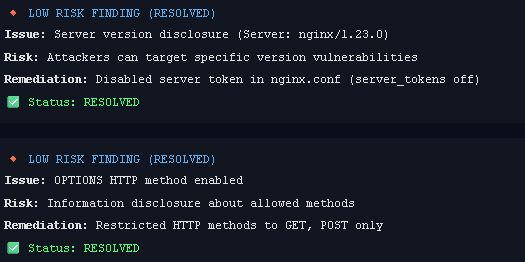 🔸 LOW RISK FINDING (RESOLVED)
Issue: Server version disclosure (Server: nginx/1.23.0)
Risk: Attackers can target specific version vulnerabilities
Remediation: Disabled server token in nginx.conf (server_tokens off)
✅ Status: RESOLVED
🔸 LOW RISK FINDING (RESOLVED)
Issue: OPTIONS HTTP method enabled
Risk: Information disclosure about allowed methods
Remediation: Restricted HTTP methods to GET, POST only
✅ Status: RESOLVED